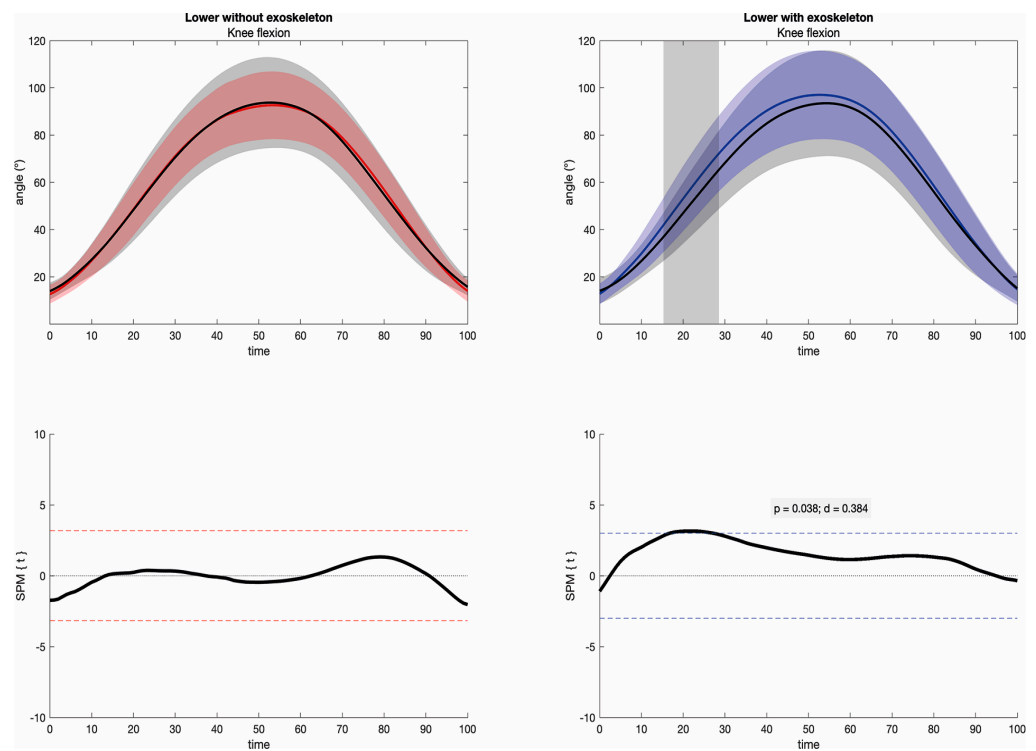 Lower without exoskeleton
Knee flexion
120
100
80
60
40
20
angle (°)
0 10 20 30 40 50 60 70 80 90 100
time
Lower with exoskeleton
Knee flexion
120
100
80
60
40
20
angle (°)
0 10 20 30 40 50 60 70 80 90 100
time
10
5
0
-5
-10
SPM { t }
0 10 20 30 40 50 60 70 80 90 100
time
10
5
0
-5
-10
SPM { t }
p = 0.038; d = 0.384
0 10 20 30 40 50 60 70 80 90 100
time